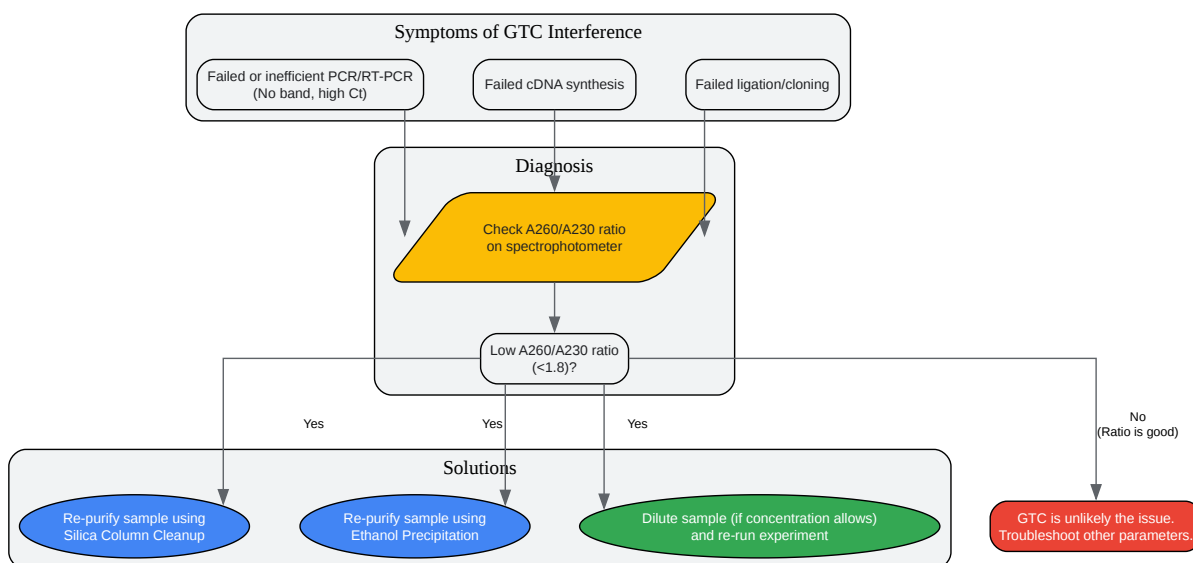 Symptoms of GTC Interference
Failed or inefficient PCR/RT-PCR
(No band, high Ct)
Failed cDNA synthesis
Failed ligation/cloning
Diagnosis
Check A260/A230 ratio
on spectrophotometer
Low A260/A230 ratio
(<1.8)?
Yes
Yes
Yes
No
(Ratio is good)
Solutions
Re-purify sample using
Silica Column Cleanup
Re-purify sample using
Ethanol Precipitation
Dilute sample (if concentration allows)
and re-run experiment
GTC is unlikely the issue.
Troubleshoot other parameters.